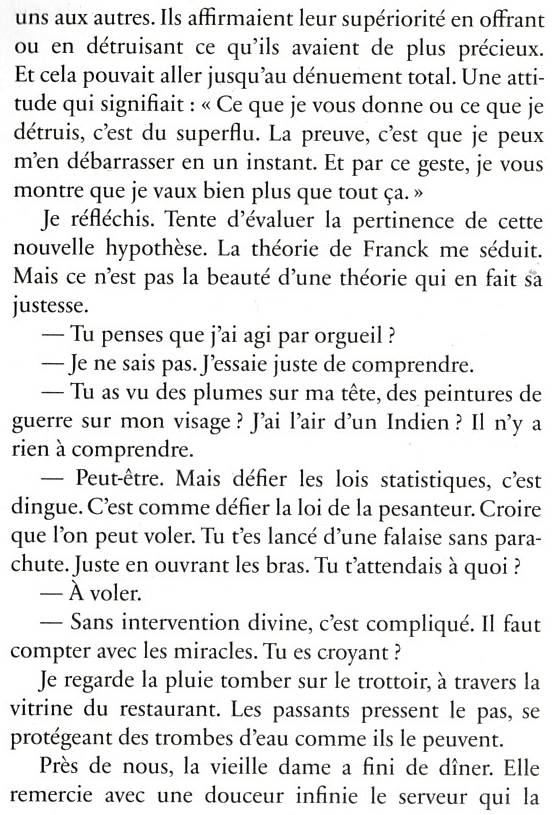 uns aux autres. Ils affirmaient leur supériorité en offrant
ou en détruisant ce qu'ils avaient de plus précieux.
Et cela pouvait aller jusqu'au dénuement total. Une atti-
tude qui signifiait : « Ce que je vous donne ou ce que je
détruis, c'est du superflu. La preuve, c'est que je peux
m'en débarrasser en un instant. Et par ce geste, je vous
montre que je vaux bien plus que tout ça. »
Je réfléchis. Tente d'évaluer la pertinence de cette
nouvelle hypothèse. La théorie de Franck me séduit.
Mais ce n'est pas la beauté d'une théorie qui en fait sa
justesse.
— Tu penses que j'ai agi par orgueil ?
— Je ne sais pas. J'essaie juste de comprendre.
— Tu as vu des plumes sur ma tête, des peintures de
guerre sur mon visage ? J'ai l'air d'un Indien ? Il n'y a
rien à comprendre.
— Peut-être. Mais défier les lois statistiques, c'est
dingue. C'est comme défier la loi de la pesanteur. Croire
que l'on peut voler. Tu t'es lancé d'une falaise sans para-
chute. Juste en ouvrant les bras. Tu t'attendais à quoi ?
— À voler.
— Sans intervention divine, c'est compliqué. Il faut
compter avec les miracles. Tu es croyant ?
Je regarde la pluie tomber sur le trottoir, à travers la
vitrine du restaurant. Les passants pressent le pas, se
protégeant des trombes d'eau comme ils le peuvent.
Près de nous, la vieille dame a fini de dîner. Elle
remercie avec une douceur infinie le serveur qui la